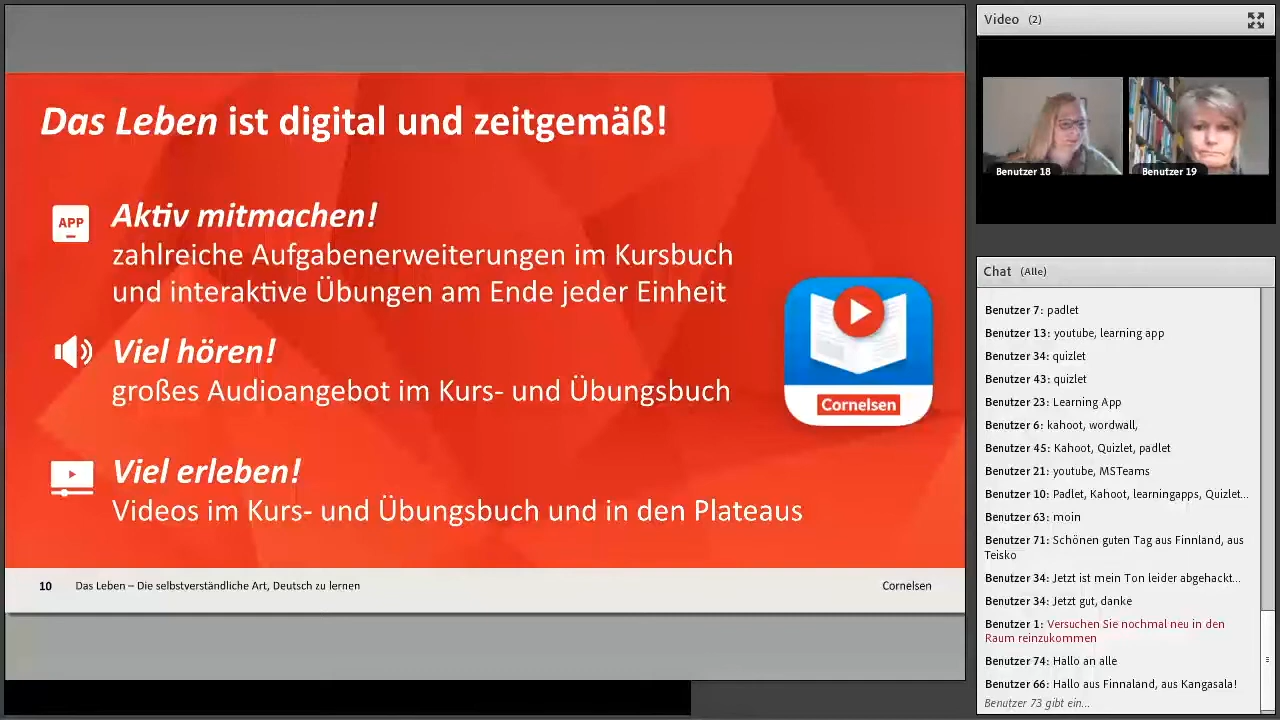 Das Leben ist digital und zeitgemäß!
APP
Aktiv mitmachen!
zahlreiche Aufgabenerweiterungen im Kursbuch
und interaktive Übungen am Ende jeder Einheit
Viel hören!
großes Audioangebot im Kurs- und Übungsbuch
Cornelsen
Viel erleben!
Videos im Kurs- und Übungsbuch und in den Plateaus
10 Das Leben – Die selbstverständliche Art, Deutsch zu lernen Cornelsen
Video (2)
Benutzer 18 Benutzer 19
Chat (Alle)
Benutzer 7: padlet
Benutzer 13: youtube, learning app
Benutzer 34: quizlet
Benutzer 43: quizlet
Benutzer 23: Learning App
Benutzer 6: kahoot, wordwall,
Benutzer 45: Kahoot, Quizlet, padlet
Benutzer 21: youtube, MSTeams
Benutzer 10: Padlet, Kahoot, learningapps, Quizlet...
Benutzer 63: moin
Benutzer 71: Schönen guten Tag aus Finnland, aus
Teisko
Benutzer 34: Jetzt ist mein Ton leider abgehackt...
Benutzer 34: Jetzt gut, danke
Benutzer 1: Versuchen Sie nochmal neu in den
Raum reinzukommen
Benutzer 74: Hallo an alle
Benutzer 66: Hallo aus Finnaland, aus Kangasala!
Benutzer 73 gibt ein...